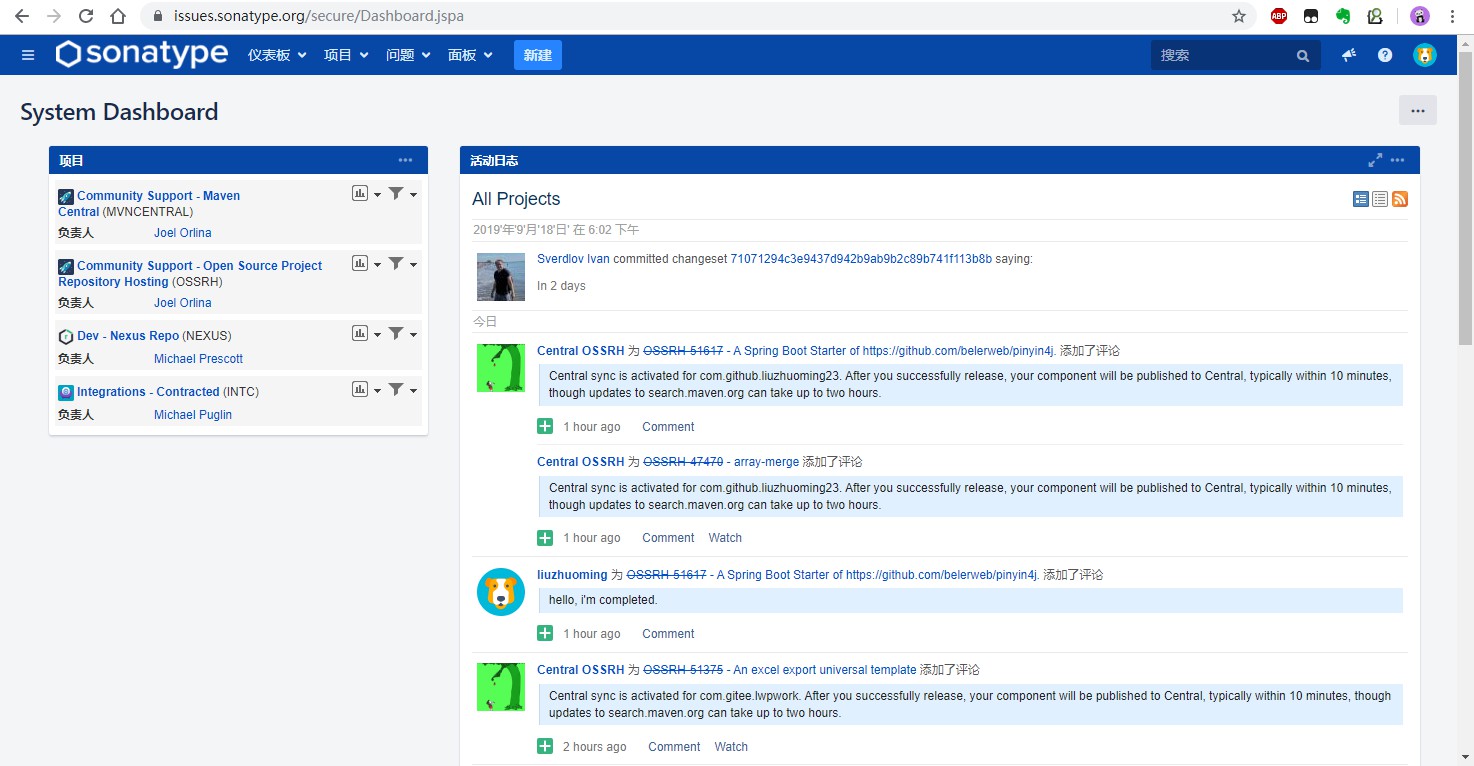 issues.sonatype.org/secure/Dashboard.jspa
ABP
sonatype 仪表板 项目 问题 面板 新建 搜索
System Dashboard
项目
Community Support - Maven
Central (MVNCENTRAL)
负责人 Joel Orlina
Community Support - Open Source Project
Repository Hosting (OSSRH)
负责人 Joel Orlina
Dev - Nexus Repo (NEXUS)
负责人 Michael Prescott
Integrations - Contracted (INTC)
负责人 Michael Puglin
活动日志
All Projects
2019'年'9'月'18'日' 在 6:02 下午
Sverdlov Ivan committed changeset 71071294c3e9437d942b9ab9b2c89b741f113b8b saying:
In 2 days
今日
Central OSSRH 为 OSSRH-51617 - A Spring Boot Starter of https://github.com/belerweb/pinyin4j. 添加了评论
Central sync is activated for com.github.liuzhuoming23. After you successfully release, your component will be published to Central, typically within 10 minutes,
though updates to search.maven.org can take up to two hours.
1 hour ago Comment
Central OSSRH 为 OSSRH-47470 - array-merge 添加了评论
Central sync is activated for com.github.liuzhuoming23. After you successfully release, your component will be published to Central, typically within 10 minutes,
though updates to search.maven.org can take up to two hours.
1 hour ago Comment Watch
liuzhuoming 为 OSSRH-51617 - A Spring Boot Starter of https://github.com/belerweb/pinyin4j. 添加了评论
hello, i'm completed.
1 hour ago Comment
Central OSSRH 为 OSSRH-51375 - An excel export universal template 添加了评论
Central sync is activated for com.gitee.lwpwork. After you successfully release, your component will be published to Central, typically within 10 minutes, though
updates to search.maven.org can take up to two hours.
2 hours ago Comment Watch